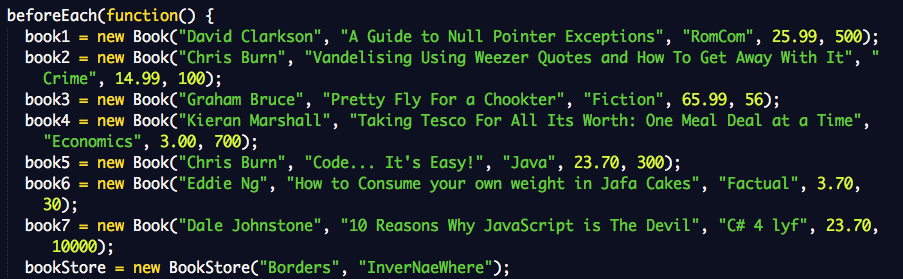 beforeEach(function() {
book1 = new Book("David Clarkson", "A Guide to Null Pointer Exceptions", "RomCom", 25.99, 500);
book2 = new Book("Chris Burn", "Vandelising Using Weezer Quotes and How To Get Away With It", "
Crime", 14.99, 100);
book3 = new Book("Graham Bruce", "Pretty Fly For a Chookter", "Fiction", 65.99, 56);
book4 = new Book("Kieran Marshall", "Taking Tesco For All Its Worth: One Meal Deal at a Time",
"Economics", 3.00, 700);
book5 = new Book("Chris Burn", "Code... It's Easy!", "Java", 23.70, 300);
book6 = new Book("Eddie Ng", "How to Consume your own weight in Jafa Cakes", "Factual", 3.70,
30);
book7 = new Book("Dale Johnstone", "10 Reasons Why JavaScript is The Devil", "C# 4 lyf", 23.70,
10000);
bookStore = new BookStore("Borders", "InverNaeWhere");